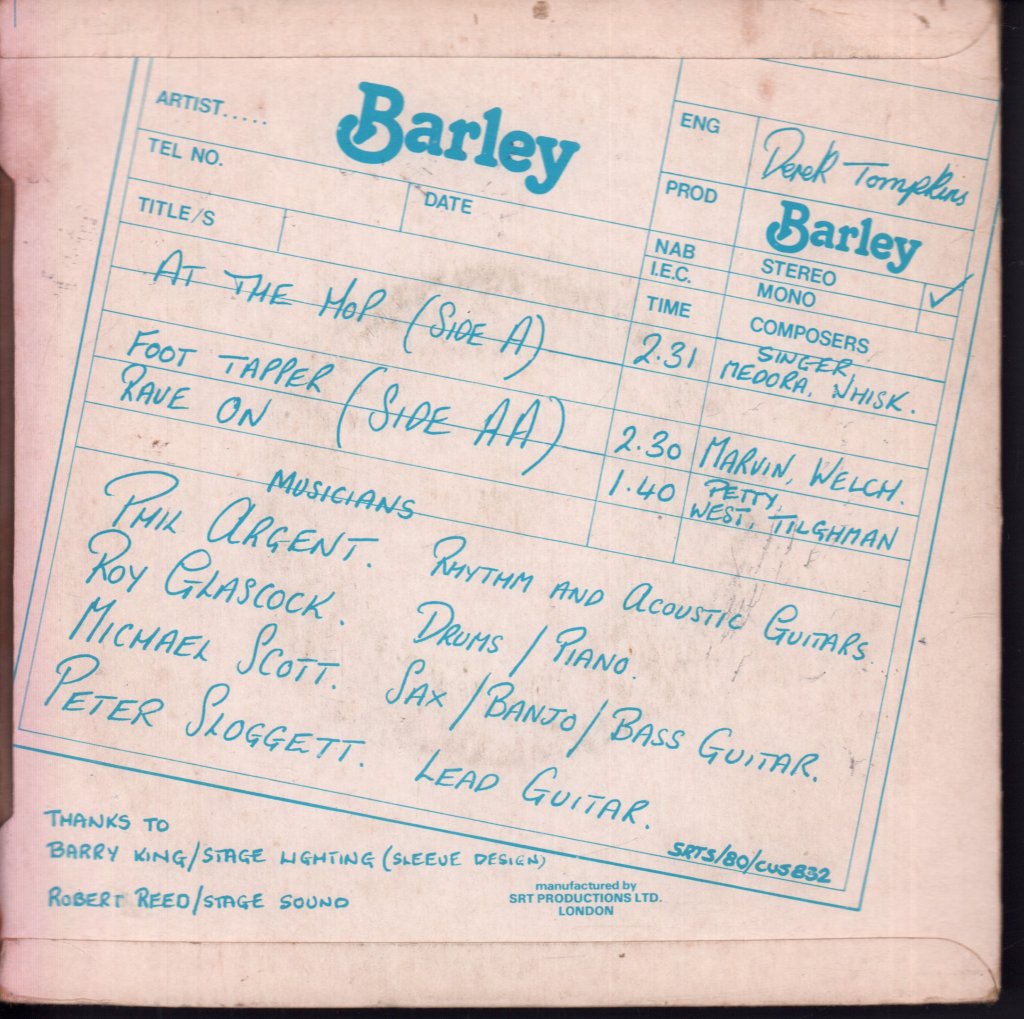 ARTIST..... Barley
TEL NO.
DATE
TITLE/S
ENG Derek Tompkins
PROD Barley
NAB STEREO ✓
I.E.C. MONO
TIME COMPOSERS
AT THE HOP (SIDE A) 2.31 SINGER, MEDORA, WHISK.
FOOT TAPPER (SIDE AA) 2.30 MARVIN, WELCH.
RAVE ON 1.40 PETTY, WEST, TILGHMAN
MUSICIANS
PHIL ARGENT. RHYTHM AND ACOUSTIC GUITARS.
ROY GLASCOCK. DRUMS / PIANO.
MICHAEL SCOTT. SAX / BANJO / BASS GUITAR.
PETER SLOGGETT. LEAD GUITAR.
SRTS/80/CUS832
THANKS TO
BARRY KING/STAGE LIGHTING (SLEEVE DESIGN)
ROBERT REED/STAGE SOUND
manufactured by
SRT PRODUCTIONS LTD.
LONDON